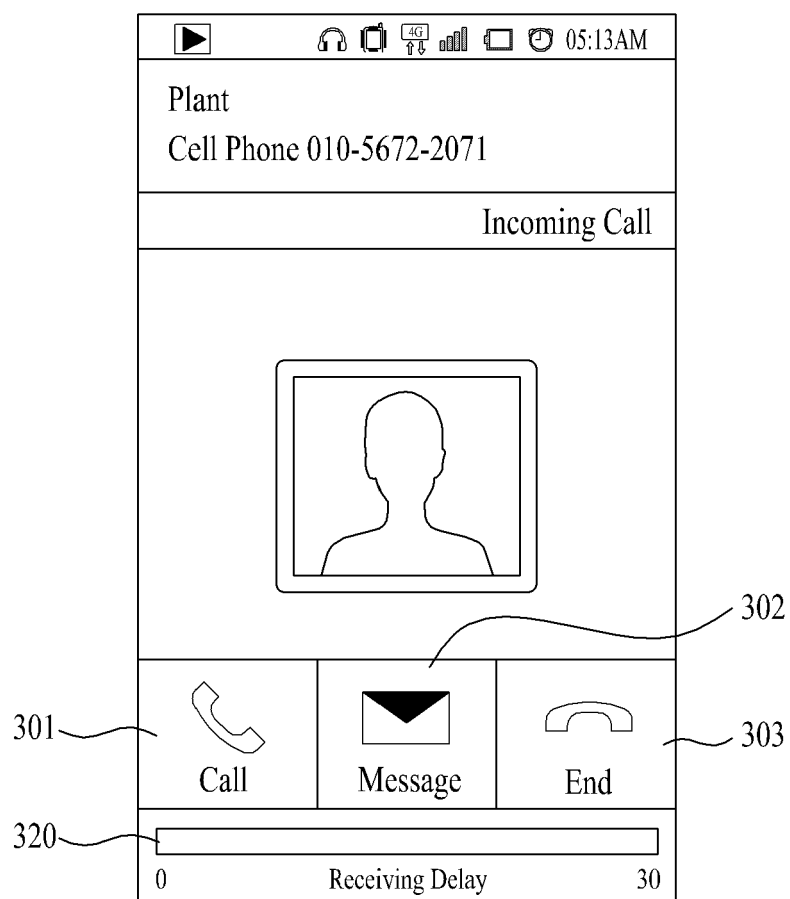 4G 05:13AM
Plant
Cell Phone 010-5672-2071
Incoming Call
302
301
303
Call Message End
320
0 Receiving Delay 30